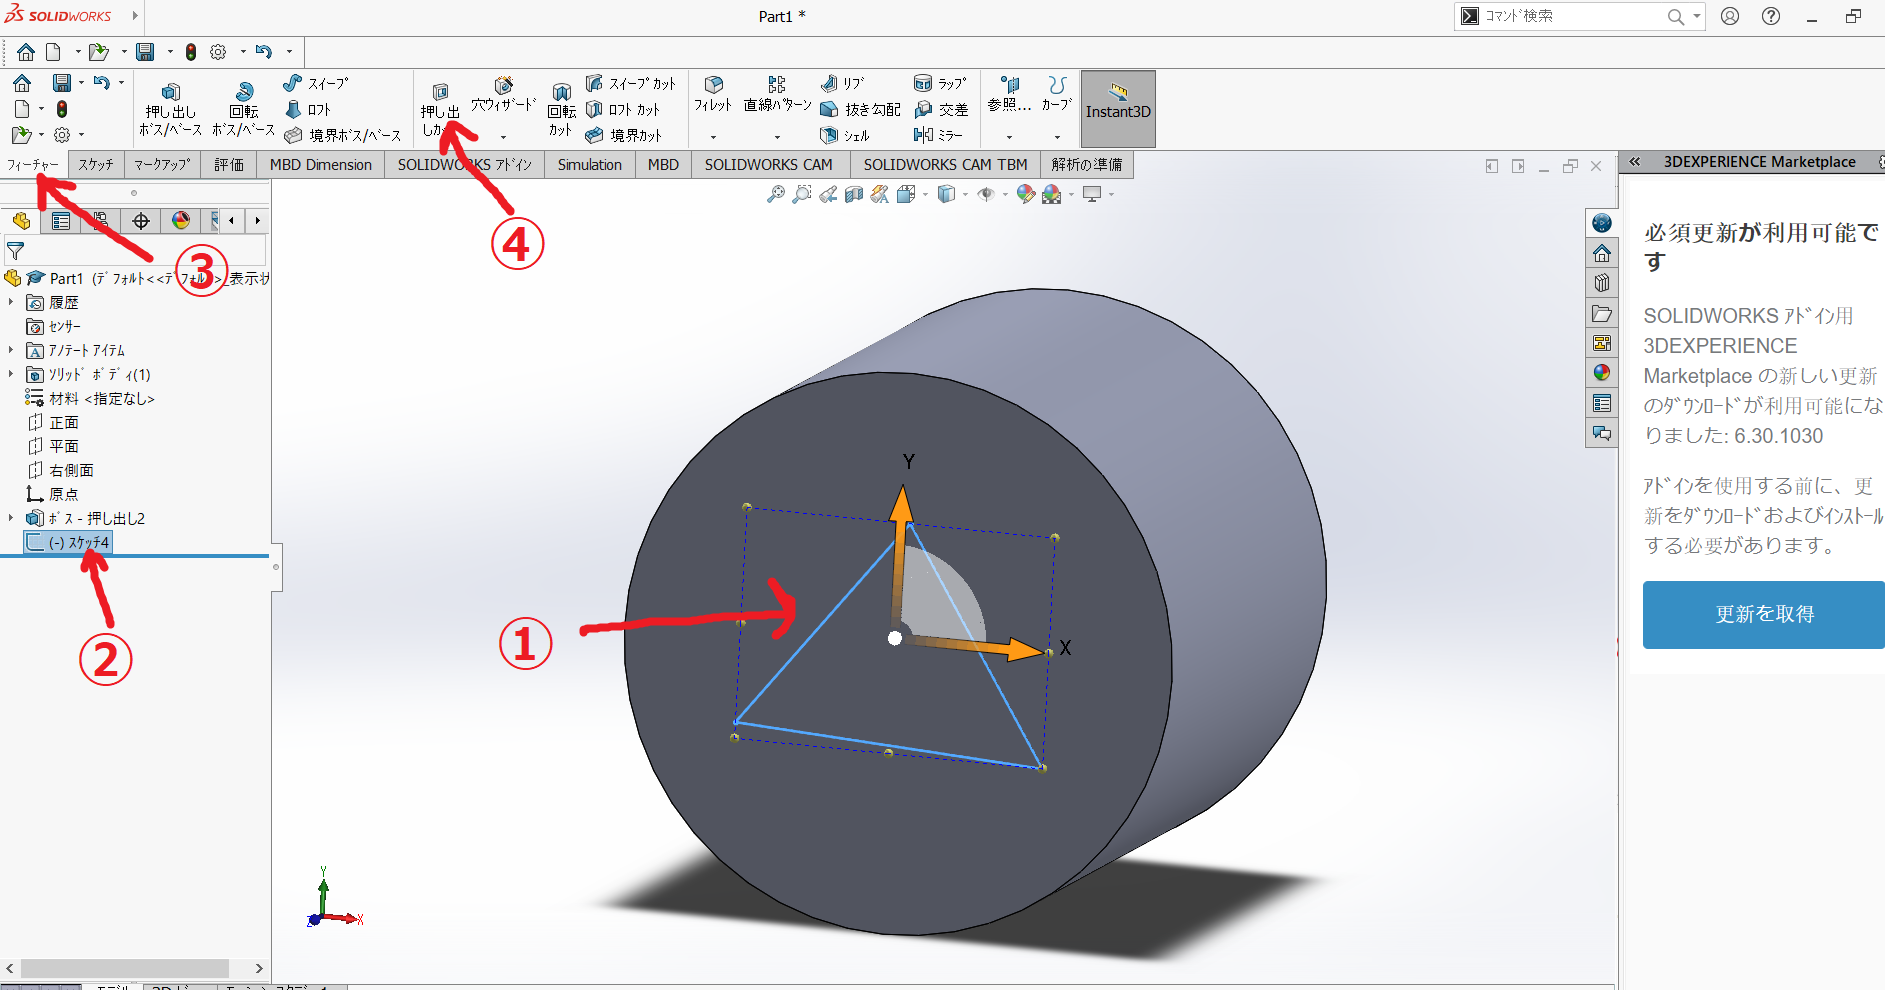 SOLIDWORKS
Part1 *
コマンド検索
押し出し
ボス/ベース
回転
ボス/ベース
スイープ
ロフト
境界ボス/ベース
押し出
しカ
穴ウィザード
回転
カット
スイープ カット
ロフト カット
境界カット
フィレット
直線パターン
リブ
抜き勾配
シェル
ラップ
交差
ミラー
参照...
カーブ
Instant3D
フィーチャー
スケッチ
マークアップ
評価
MBD Dimension
SOLIDWORKS アドイン
Simulation
MBD
SOLIDWORKS CAM
SOLIDWORKS CAM TBM
解析の準備
3DEXPERIENCE Marketplace
Part1 (デフォルト<<デフォルト>_表示状
履歴
センサー
アノテート アイテム
ソリッド ボディ(1)
材料 <指定なし>
正面
平面
右側面
原点
ボス - 押し出し2
(-) スケッチ4
①
②
③
④
Y
X
Y
X
Z
必須更新が利用可能で
す
SOLIDWORKS アドイン用
3DEXPERIENCE
Marketplace の新しい更新
のダウンロードが利用可能にな
りました: 6.30.1030
アドインを使用する前に、更
新をダウンロードおよびインストール
する必要があります。
更新を取得